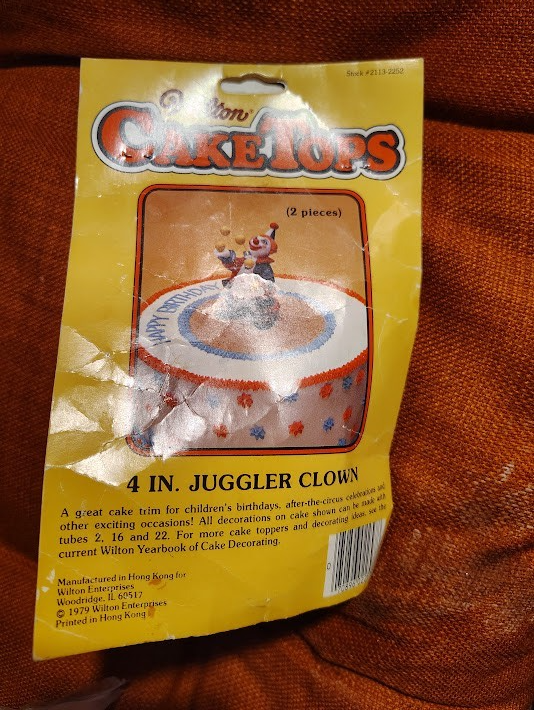 Stock #2113-2252
Wilton
CAKE TOPS
(2 pieces)
HAPPY BIRTHDAY
4 IN. JUGGLER CLOWN
A great cake trim for children's birthdays, after-the-circus celebrations and
other exciting occasions! All decorations on cake shown can be made with
tubes 2, 16 and 22. For more cake toppers and decorating ideas, see the
current Wilton Yearbook of Cake Decorating.
Manufactured in Hong Kong for
Wilton Enterprises
Woodridge, IL 60517
© 1979 Wilton Enterprises
Printed in Hong Kong
0